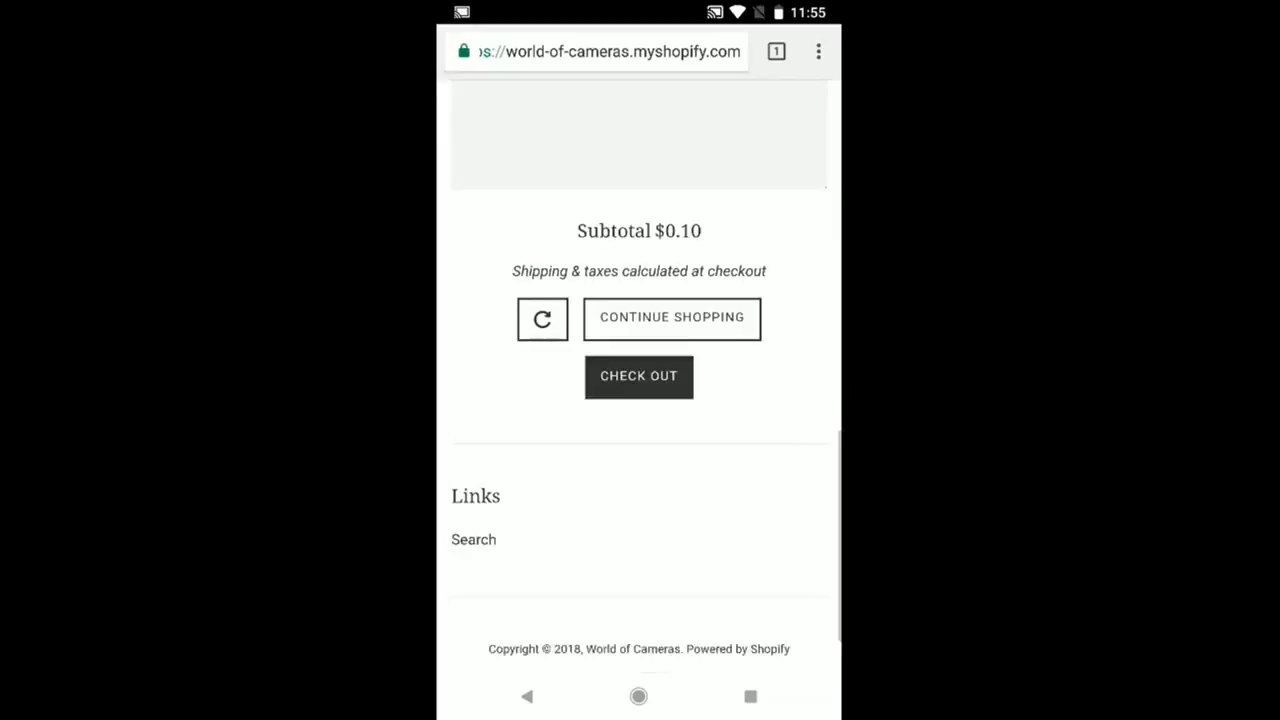 11:55
os://world-of-cameras.myshopify.com
1
Subtotal $0.10
Shipping & taxes calculated at checkout
CONTINUE SHOPPING
CHECK OUT
Links
Search
Copyright © 2018, World of Cameras. Powered by Shopify